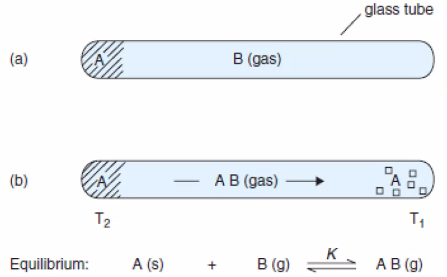 glass tube
(a) A B (gas)
(b) A A B (gas) A
T₂ T₁
Equilibrium: A (s) + B (g) K ⇌ A B (g)